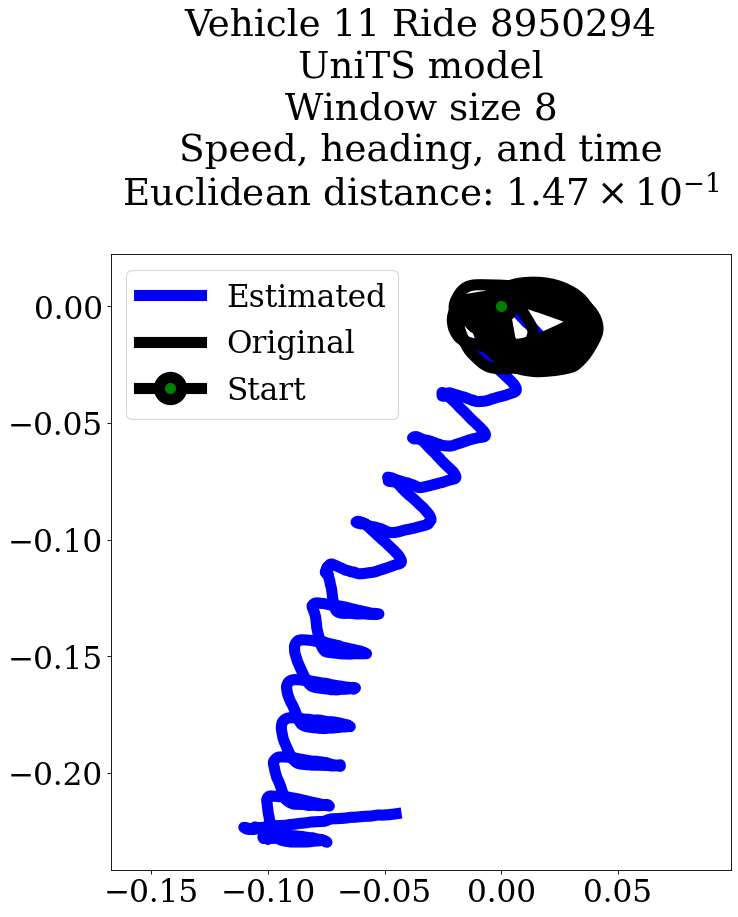 Vehicle 11 Ride 8950294
UniTS model
Window size 8
Speed, heading, and time
Euclidean distance: 1.47 × 10⁻¹
Estimated
Original
Start
0.00
−0.05
−0.10
−0.15
−0.20
−0.15 −0.10 −0.05 0.00 0.05